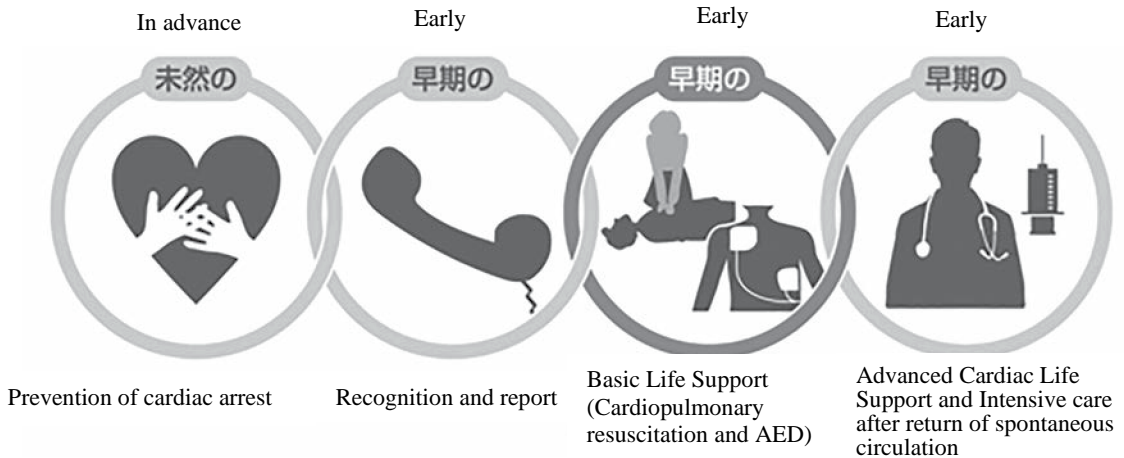 In advance
Early
Early
Early
未然の
早期の
早期の
早期の
Prevention of cardiac arrest
Recognition and report
Basic Life Support
(Cardiopulmonary
resuscitation and AED)
Advanced Cardiac Life
Support and Intensive care
after return of spontaneous
circulation